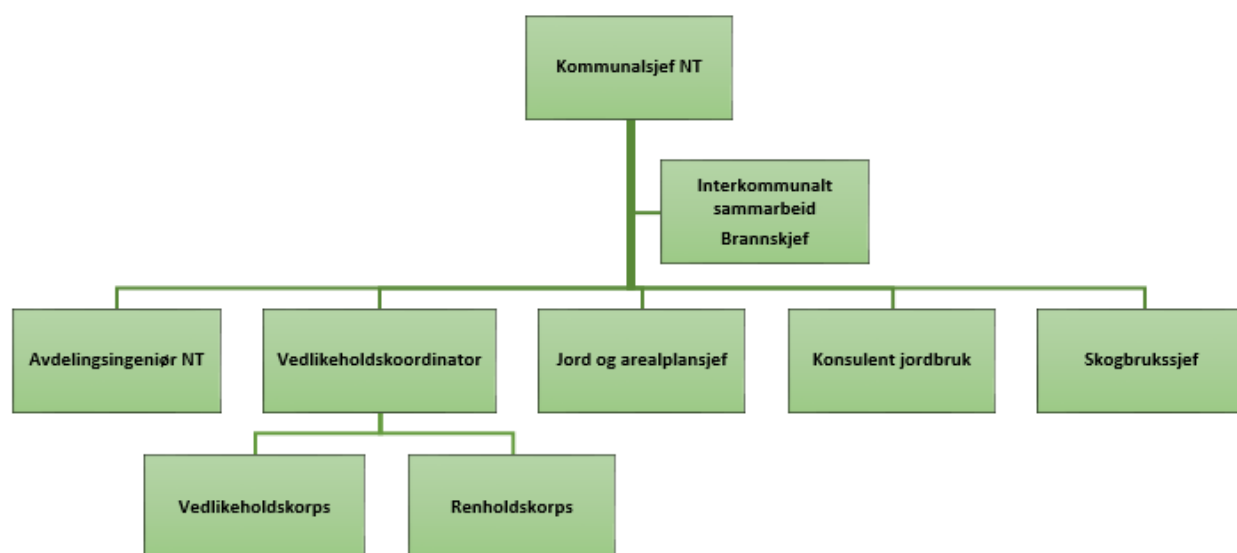 Kommunalsjef NT
Interkommunalt
sammarbeid
Brannskjef
Avdelingsingeniør NT
Vedlikeholdskoordinator
Jord og arealplansjef
Konsulent jordbruk
Skogbrukssjef
Vedlikeholdskorps
Renholdskorps